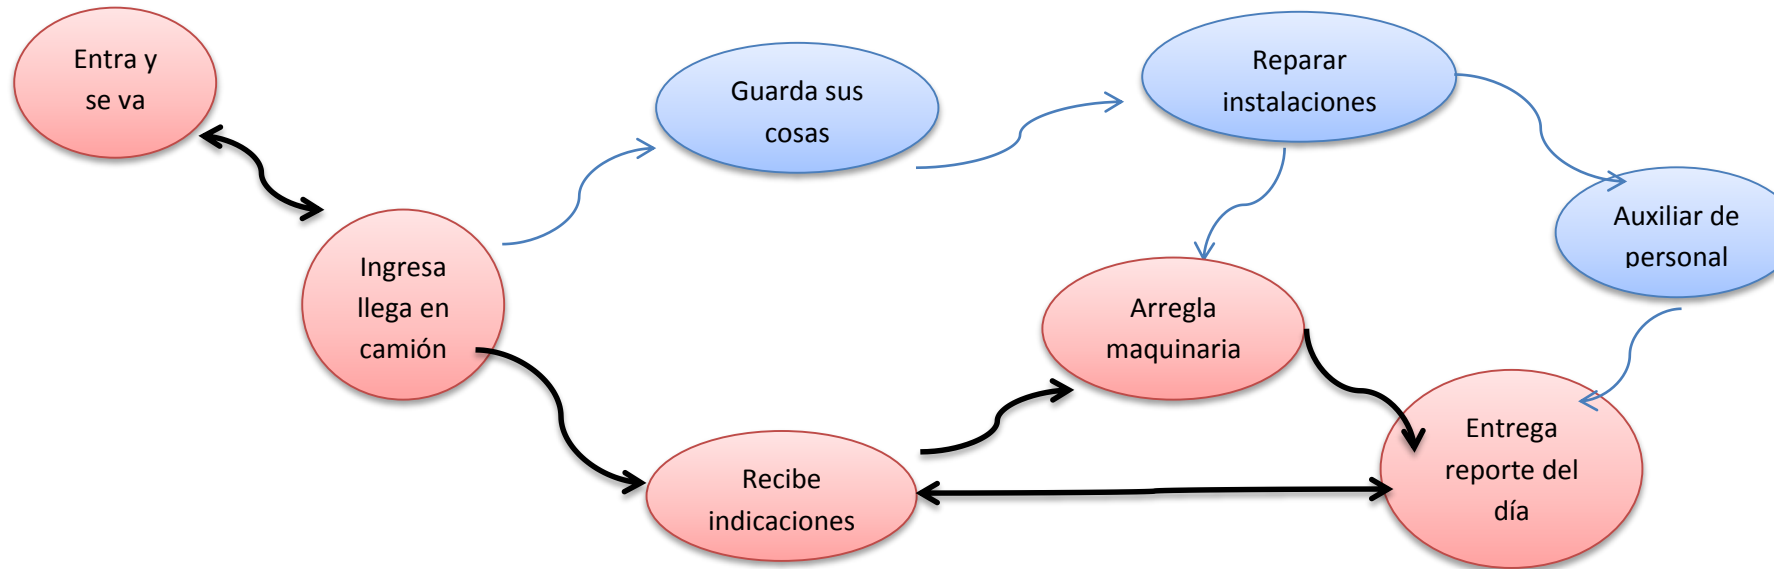 Entra y
se va
Guarda sus
cosas
Reparar
instalaciones
Auxiliar de
personal
Ingresa
llega en
camión
Arregla
maquinaria
Recibe
indicaciones
Entrega
reporte del
día